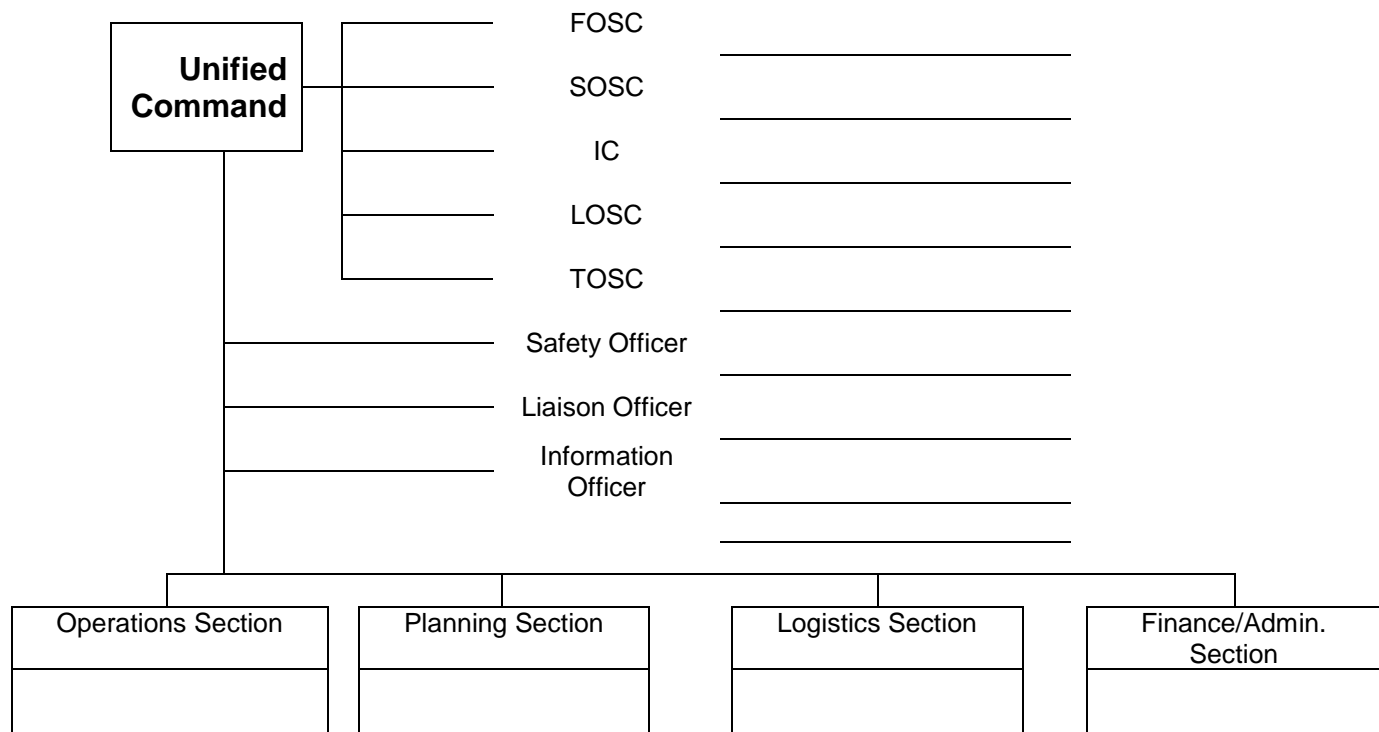 Unified
Command
FOSC
SOSC
IC
LOSC
TOSC
Safety Officer
Liaison Officer
Information
Officer
Operations Section
Planning Section
Logistics Section
Finance/Admin.
Section